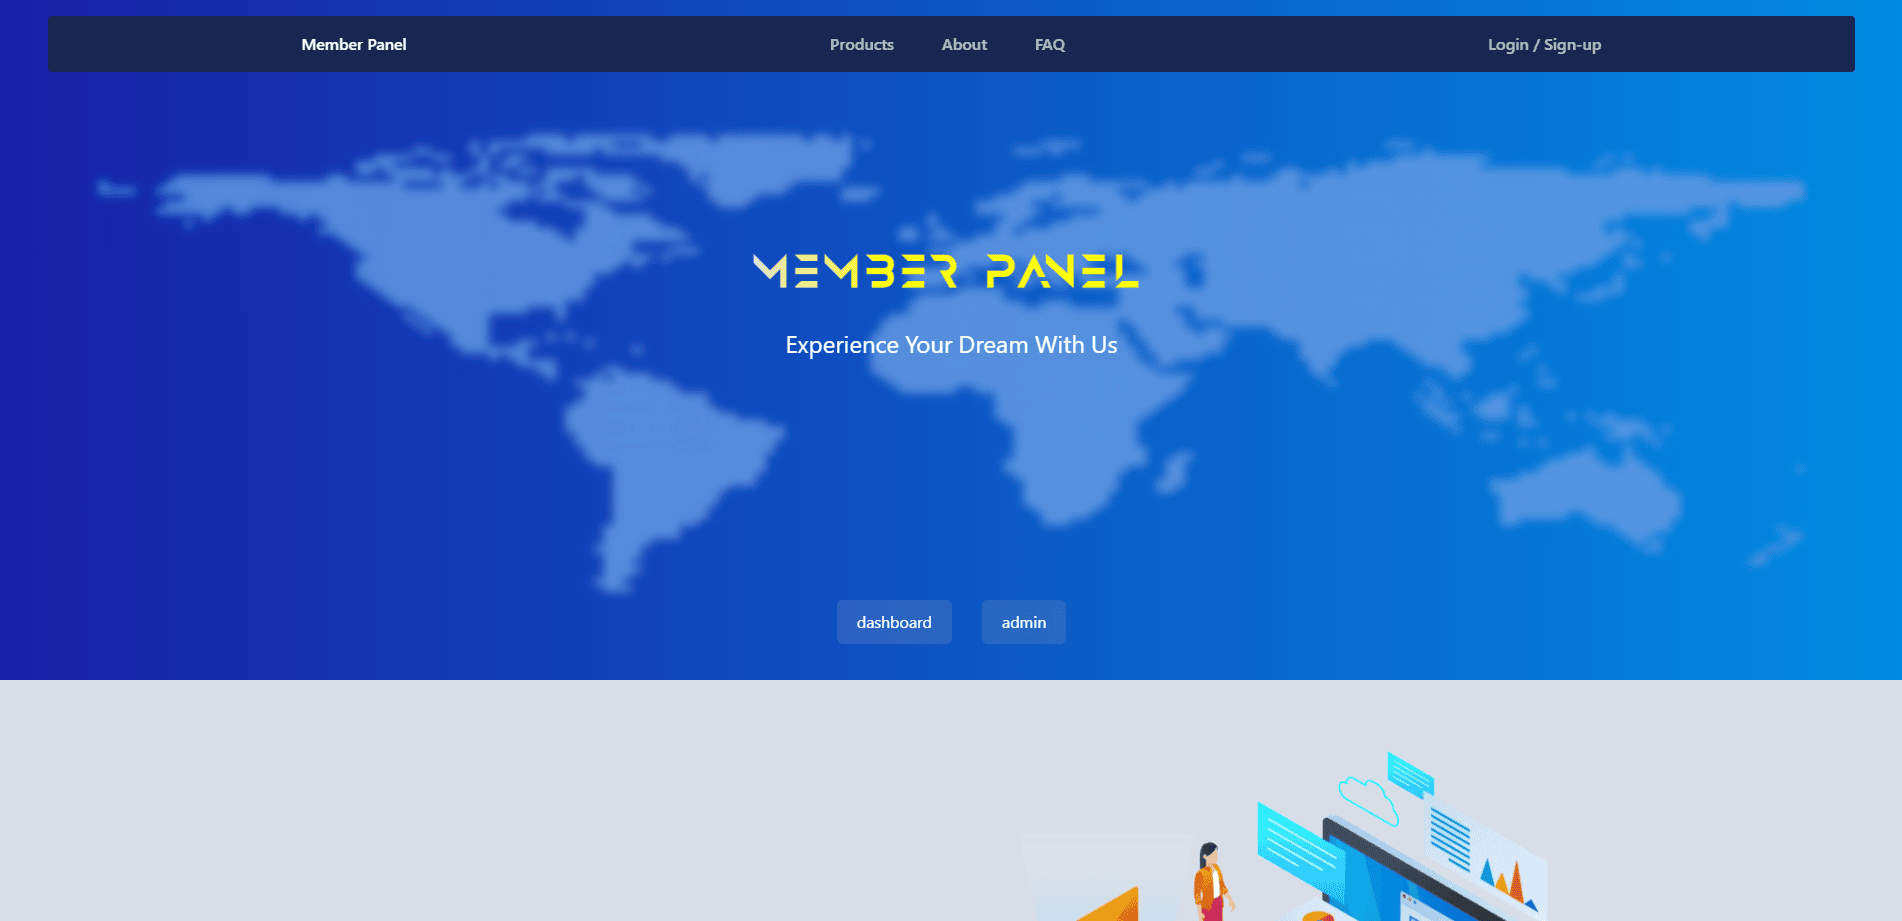 Member Panel Products About FAQ Login / Sign-up
MEMBER PANEL
Experience Your Dream With Us
dashboard admin